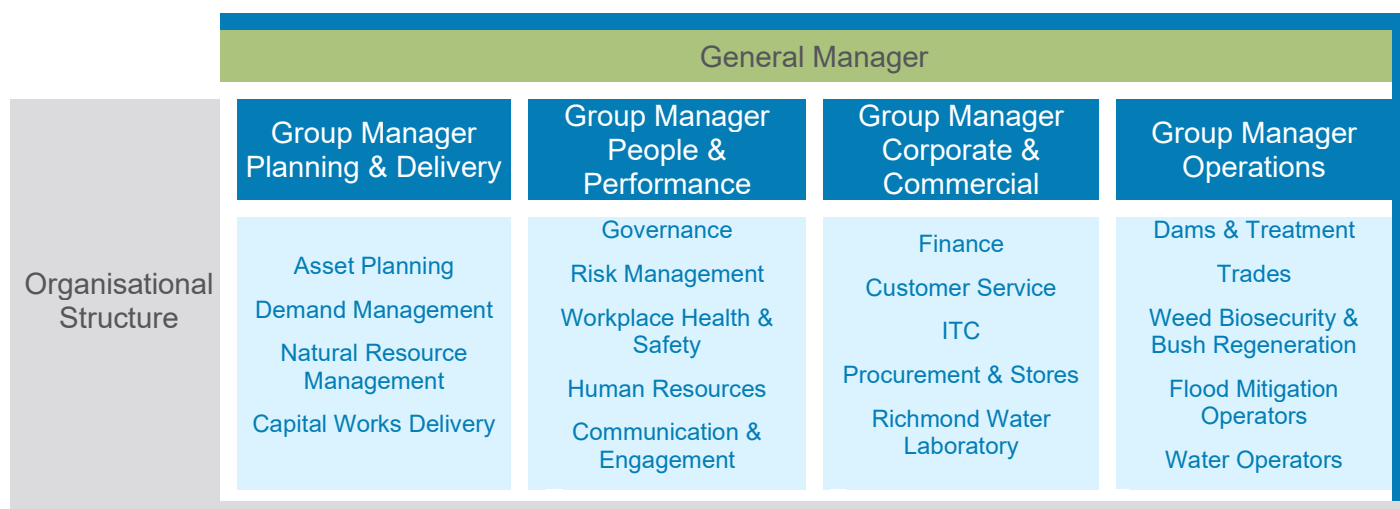 General Manager
Organisational
Structure
Group Manager
Planning & Delivery
Asset Planning
Demand Management
Natural Resource
Management
Capital Works Delivery
Group Manager
People &
Performance
Governance
Risk Management
Workplace Health &
Safety
Human Resources
Communication &
Engagement
Group Manager
Corporate &
Commercial
Finance
Customer Service
ITC
Procurement & Stores
Richmond Water
Laboratory
Group Manager
Operations
Dams & Treatment
Trades
Weed Biosecurity &
Bush Regeneration
Flood Mitigation
Operators
Water Operators